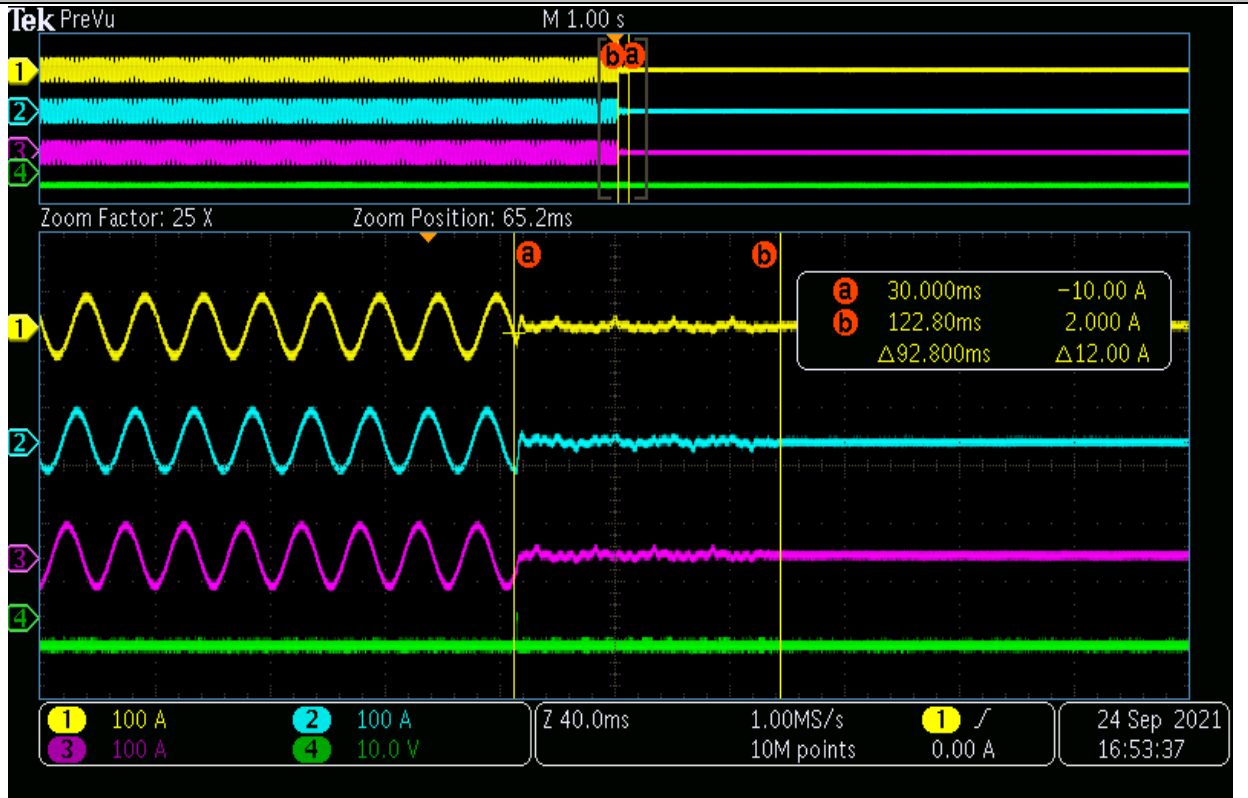 Tek PreVu M 1.00 s
b a
1
2
3
4
Zoom Factor: 25 X Zoom Position: 65.2ms
a b
a 30.000ms −10.00 A
1 b 122.80ms 2.000 A
△92.800ms △12.00 A
2
3
4
1 100 A 2 100 A Z 40.0ms 1.00MS/s 1 24 Sep 2021
3 100 A 4 10.0 V 10M points 0.00 A 16:53:37